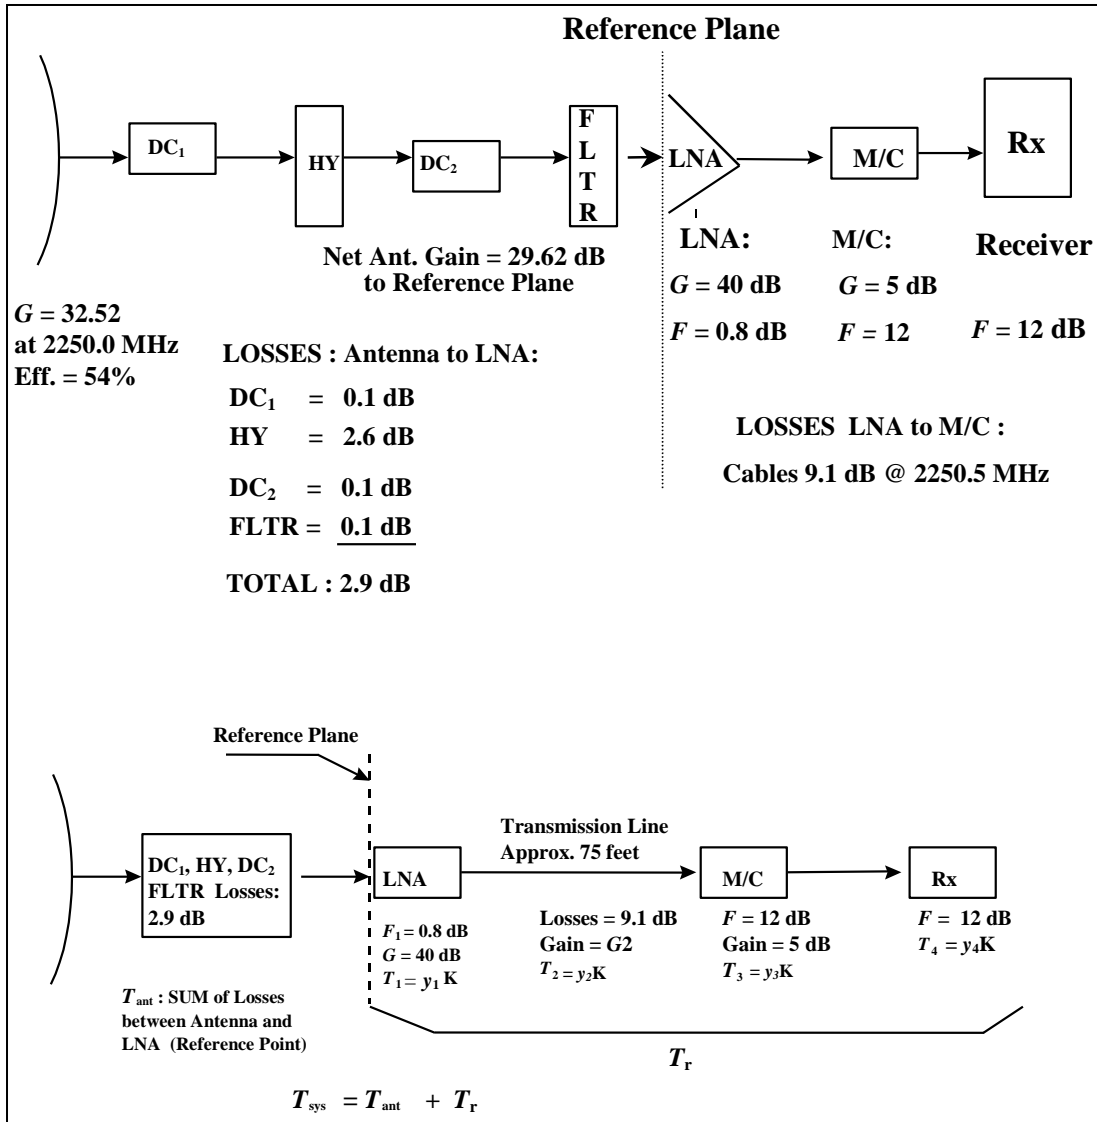 Reference Plane
DC₁
HY
DC₂
F
L
T
R
LNA
M/C
Rx
Net Ant. Gain = 29.62 dB
to Reference Plane
LNA:
M/C:
Receiver
G = 40 dB
G = 5 dB
F = 0.8 dB
F = 12
F = 12 dB
G = 32.52
at 2250.0 MHz
Eff. = 54%
LOSSES : Antenna to LNA:
DC₁ = 0.1 dB
HY = 2.6 dB
DC₂ = 0.1 dB
FLTR = 0.1 dB
TOTAL : 2.9 dB
LOSSES LNA to M/C :
Cables 9.1 dB @ 2250.5 MHz
Reference Plane
DC₁, HY, DC₂
FLTR Losses:
2.9 dB
LNA
Transmission Line
Approx. 75 feet
M/C
Rx
F₁ = 0.8 dB
G = 40 dB
T₁ = y₁ K
Losses = 9.1 dB
Gain = G2
T₂ = y₂K
F = 12 dB
Gain = 5 dB
T₃ = y₃K
F = 12 dB
T₄ = y₄K
Tant : SUM of Losses
between Antenna and
LNA (Reference Point)
Tr
Tsys = Tant + Tr